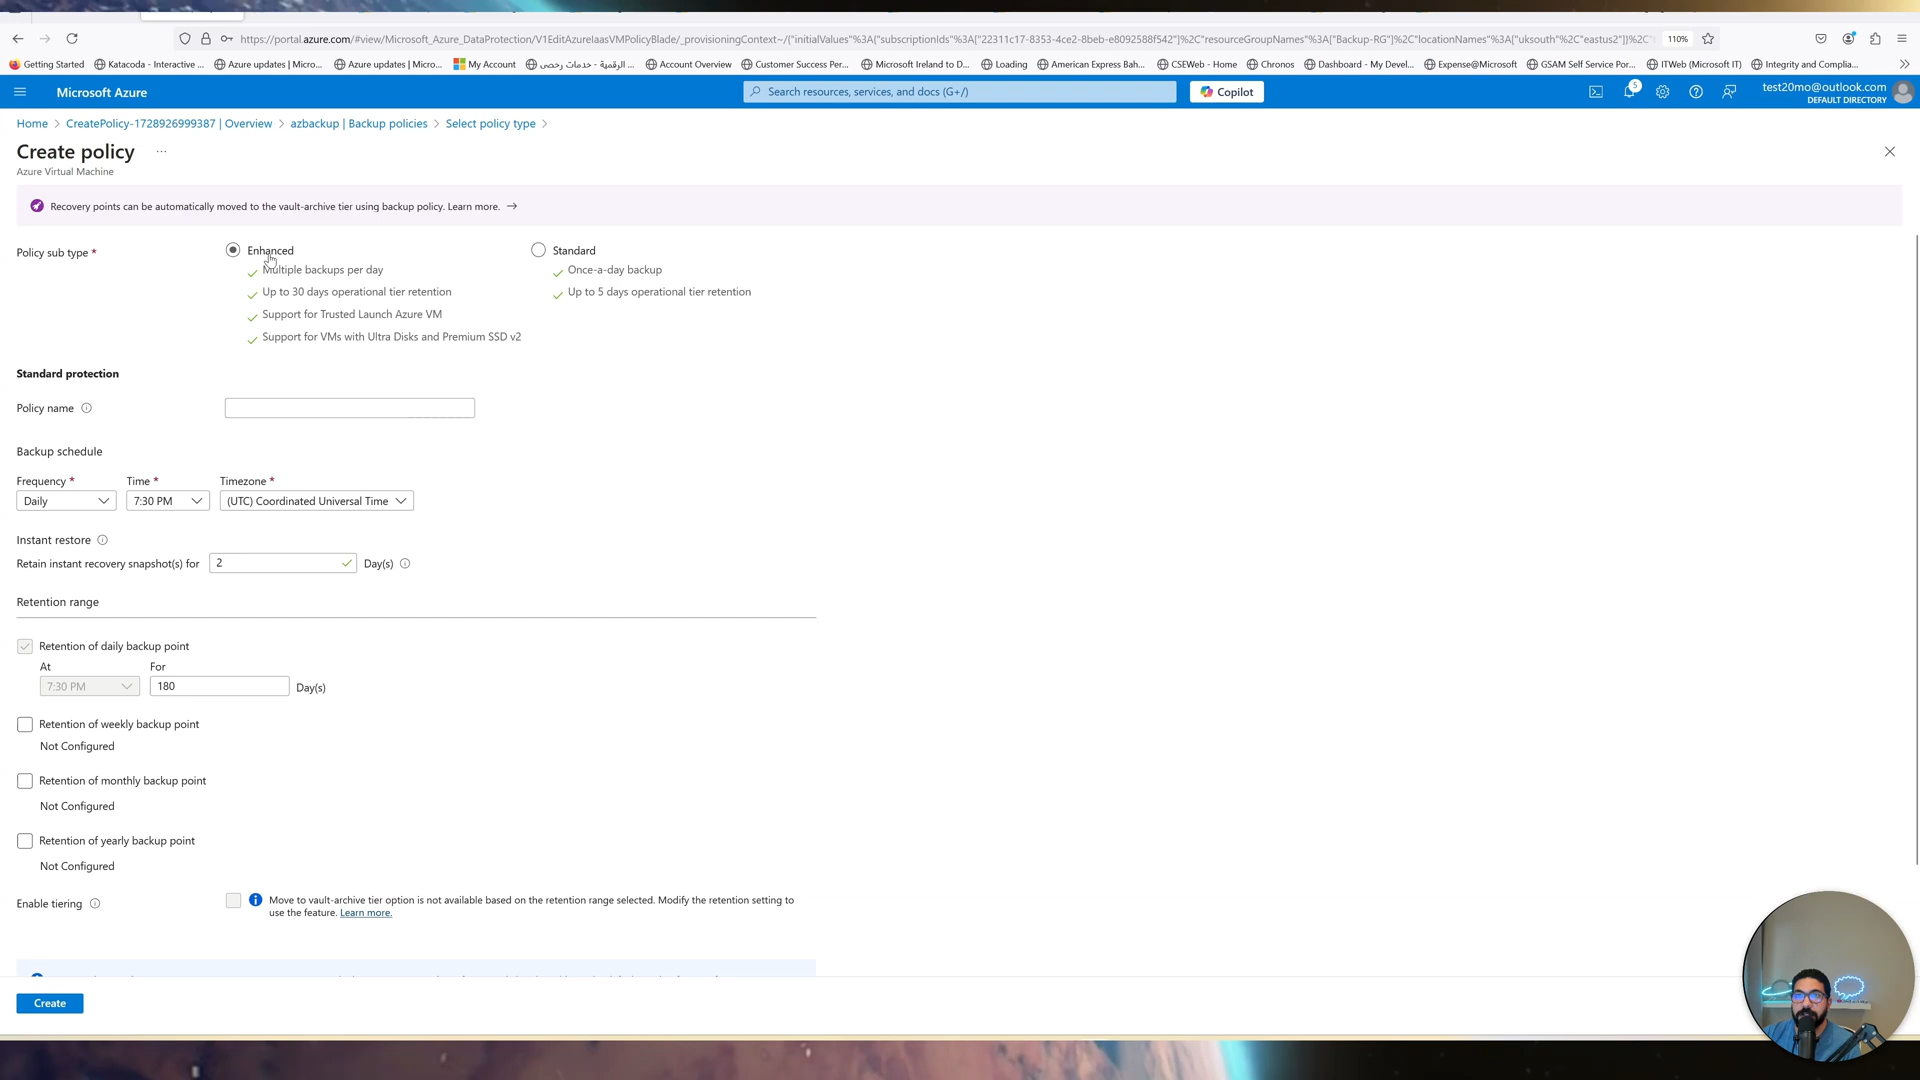 https://portal.azure.com/#view/Microsoft_Azure_DataProtection/V1EditAzureIaasVMPolicyBlade/_provisioningContext~/{"initialValues"%3A{"subscriptionIds"%3A["22311c17-8353-4ce2-8beb-e8092588f542"]%2C"resourceGroupNames"%3A["Backup-RG"]%2C"locationNames"%3A["uksouth"%2C"eastus2"]}%2C
110%
Getting Started
Katacoda - Interactive ...
Azure updates | Micro...
Azure updates | Micro...
My Account
الرقمية - خدمات رخصى ...
Account Overview
Customer Success Per...
Microsoft Ireland to D...
Loading
American Express Bah...
CSEWeb - Home
Chronos
Dashboard - My Devel...
Expense@Microsoft
GSAM Self Service Por...
ITWeb (Microsoft IT)
Integrity and Complia...
Microsoft Azure
Search resources, services, and docs (G+/)
Copilot
5
test20mo@outlook.com
DEFAULT DIRECTORY
Home > CreatePolicy-1728926999387 | Overview > azbackup | Backup policies > Select policy type >
Create policy ...
Azure Virtual Machine
Recovery points can be automatically moved to the vault-archive tier using backup policy. Learn more. →
Policy sub type *
Enhanced
Multiple backups per day
Up to 30 days operational tier retention
Support for Trusted Launch Azure VM
Support for VMs with Ultra Disks and Premium SSD v2
Standard
Once-a-day backup
Up to 5 days operational tier retention
Standard protection
Policy name
Backup schedule
Frequency * Time * Timezone *
Daily 7:30 PM (UTC) Coordinated Universal Time
Instant restore
Retain instant recovery snapshot(s) for 2 Day(s)
Retention range
Retention of daily backup point
At For
7:30 PM 180 Day(s)
Retention of weekly backup point
Not Configured
Retention of monthly backup point
Not Configured
Retention of yearly backup point
Not Configured
Enable tiering
Move to vault-archive tier option is not available based on the retention range selected. Modify the retention setting to
use the feature. Learn more.
Create